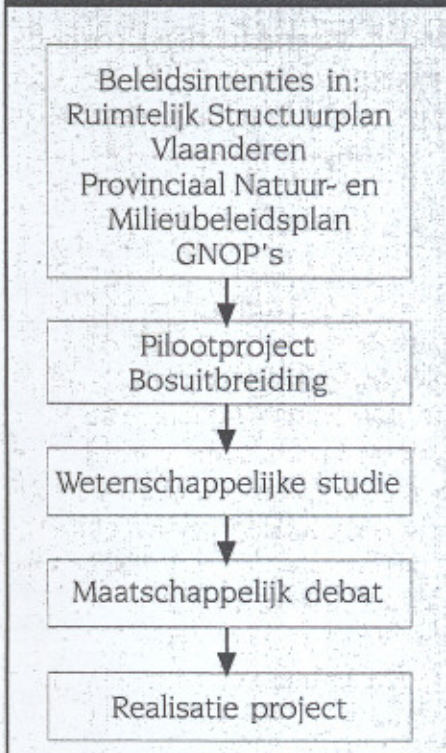 Beleidsintenties in:
Ruimtelijk Structuurplan
Vlaanderen
Provinciaal Natuur- en
Milieubeleidsplan
GNOP's
Pilootproject
Bosuitbreiding
Wetenschappelijke studie
Maatschappelijk debat
Realisatie project